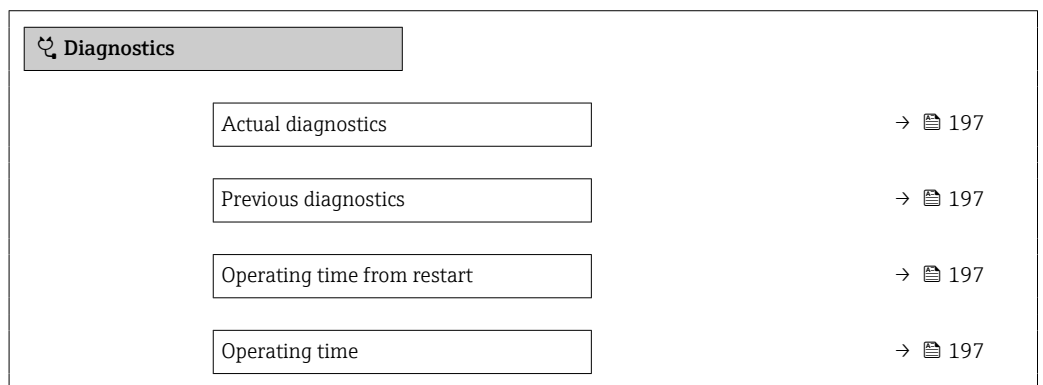 Diagnostics
Actual diagnostics → 197
Previous diagnostics → 197
Operating time from restart → 197
Operating time → 197